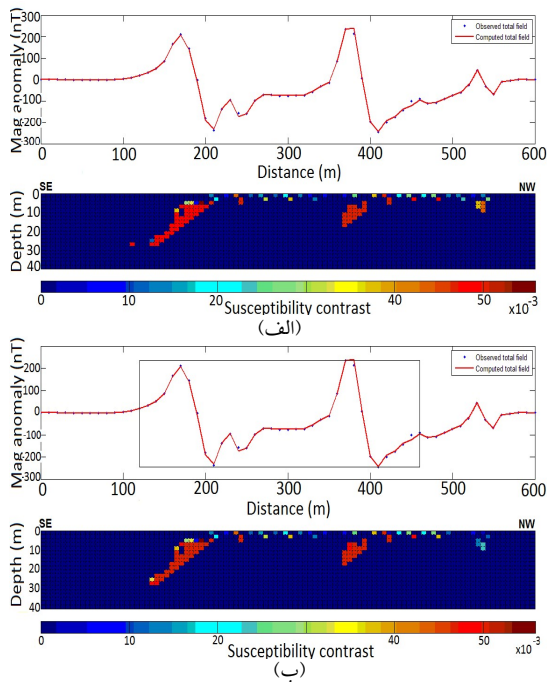 Mag anomaly (nT)
200
100
0
-100
-200
-300
Observed total field
Computed total field
0 100 200 300 400 500 600
Distance (m)
SE NW
Depth (m)
0
10
20
30
40
0 10 20 30 40 50
Susceptibility contrast x10⁻³
(الف)
Mag anomaly (nT)
200
100
0
-100
-200
-300
Observed total field
Computed total field
0 100 200 300 400 500 600
Distance (m)
SE NW
Depth (m)
0
10
20
30
40
0 10 20 30 40 50
Susceptibility contrast x10⁻³
(ب)